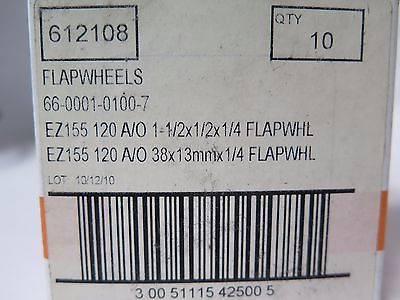 612108
QTY
10
FLAPWHEELS
66-0001-0100-7
EZ155 120 A/O 1-1/2x1/2x1/4 FLAPWHL
EZ155 120 A/O 38x13mmx1/4 FLAPWHL
LOT 10/12/10
3 00 51115 42500 5